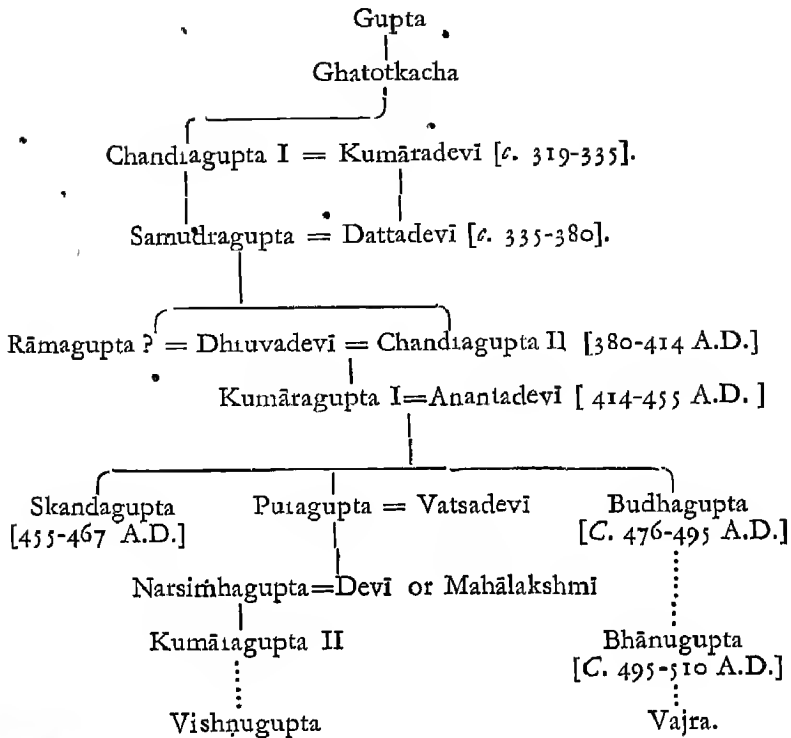 Gupta
Ghatotkacha
Chandragupta I = Kumāradevī [c. 319-335].
Samudragupta = Dattadevī [c. 335-380].
Rāmagupta ? = Dhruvadevī = Chandragupta II [380-414 A.D.]
Kumāragupta I=Anantadevī [ 414-455 A.D. ]
Skandagupta Puragupta = Vatsadevī Budhagupta
[455-467 A.D.] [C. 476-495 A.D.]
Narsiṁhagupta=Devī or Mahālakshmī
Kumāragupta II Bhānugupta
[C. 495-510 A.D.]
Vishṇugupta Vajra.